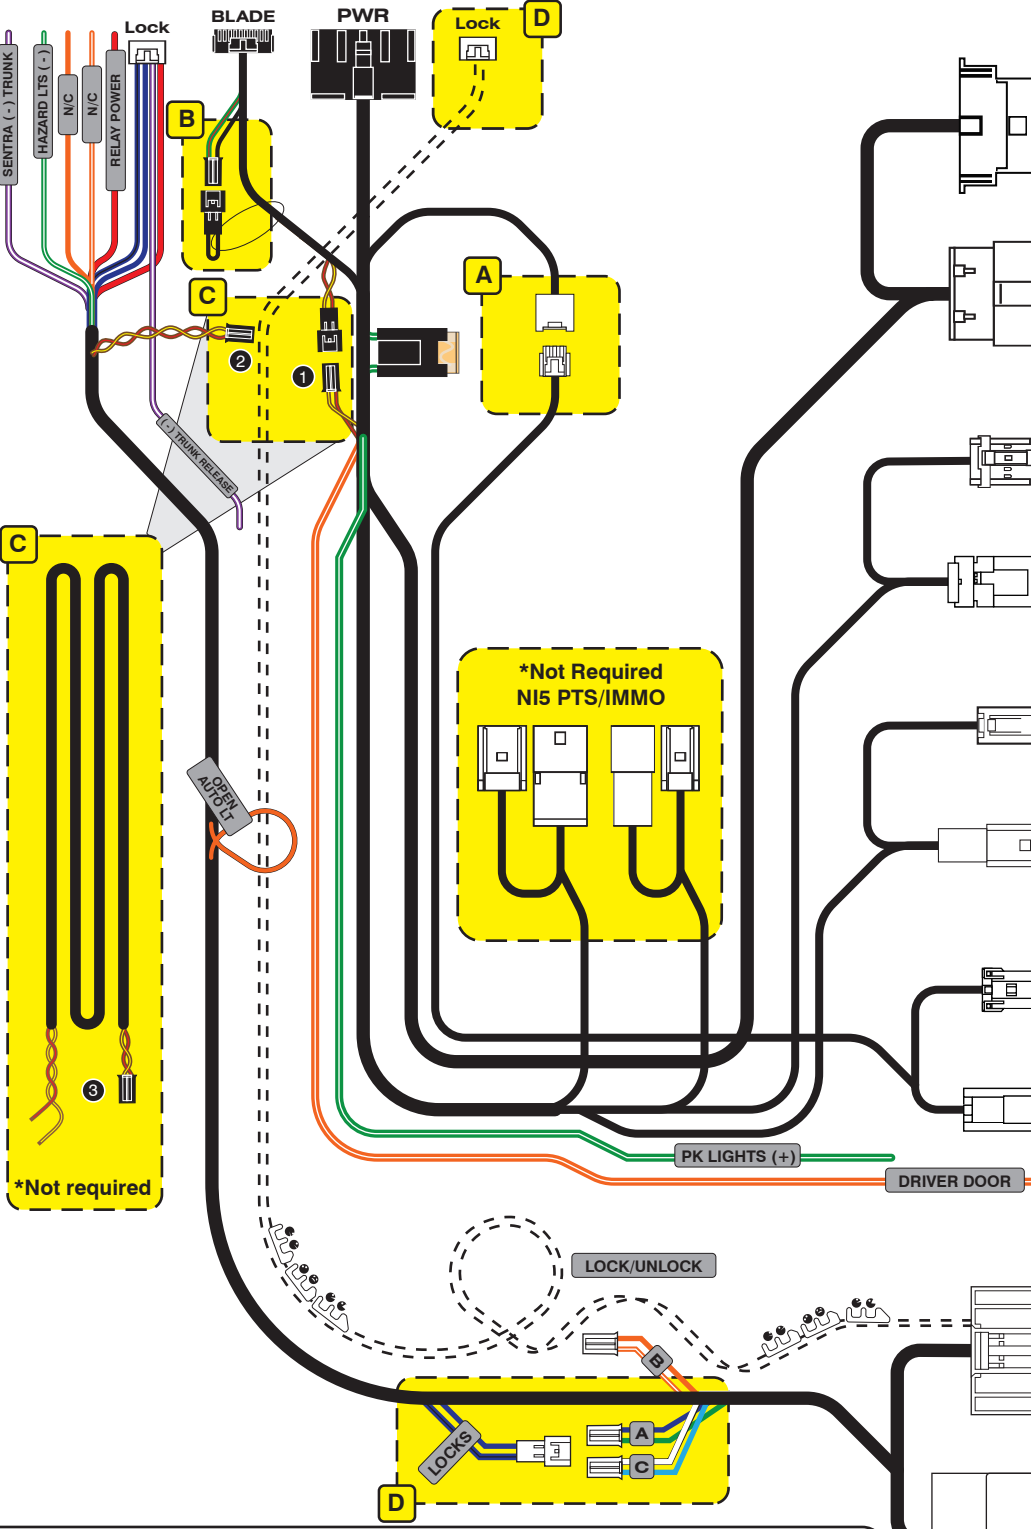 BLADE
PWR
Lock
Lock
D
SENTRA (-) TRUNK
HAZARD LTS (-)
N/C
N/C
RELAY POWER
B
A
C
2
1
(-) TRUNK RELEASE
C
*Not Required
NI5 PTS/IMMO
OPEN
AUTO LT
3
*Not required
PK LIGHTS (+)
DRIVER DOOR
LOCK/UNLOCK
B
LOCKS
A
C
D